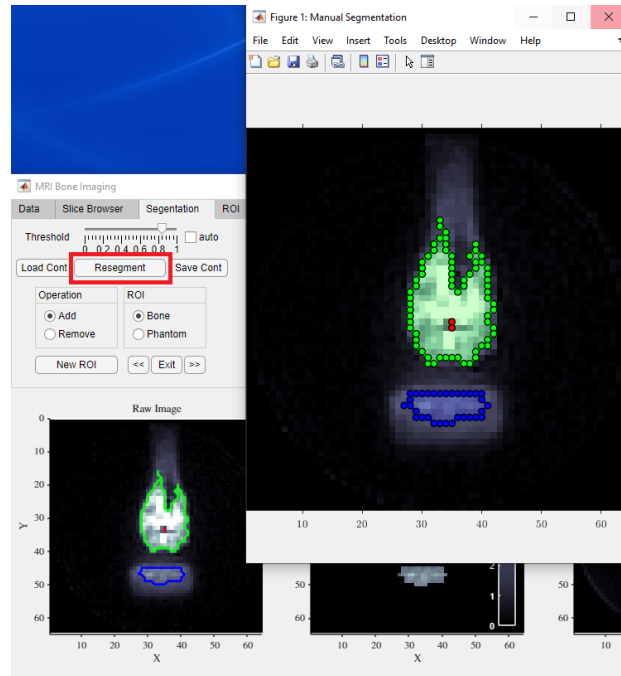 Figure 1: Manual Segmentation
File Edit View Insert Tools Desktop Window Help
10 20 30 40 50 60
MRI Bone Imaging
Data Slice Browser Segentation ROI
Threshold 0 0.2 0.4 0.6 0.8 1 auto
Load Cont Resegment Save Cont
Operation ROI
Add Bone
Remove Phantom
New ROI << Exit >>
Raw Image
0
10
20
30
40
50
60
Y
10 20 30 40 50 60
X
50
60
2
1
0
10 20 30 40 50 60
X
50
60
10 20